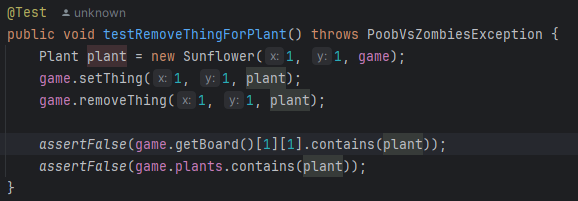 @Test unknown
public void testRemoveThingForPlant() throws PoobVsZombiesException {
Plant plant = new Sunflower( x: 1, y: 1, game);
game.setThing( x: 1, y: 1, plant);
game.removeThing( x: 1, y: 1, plant);
assertFalse(game.getBoard()[1][1].contains(plant));
assertFalse(game.plants.contains(plant));
}